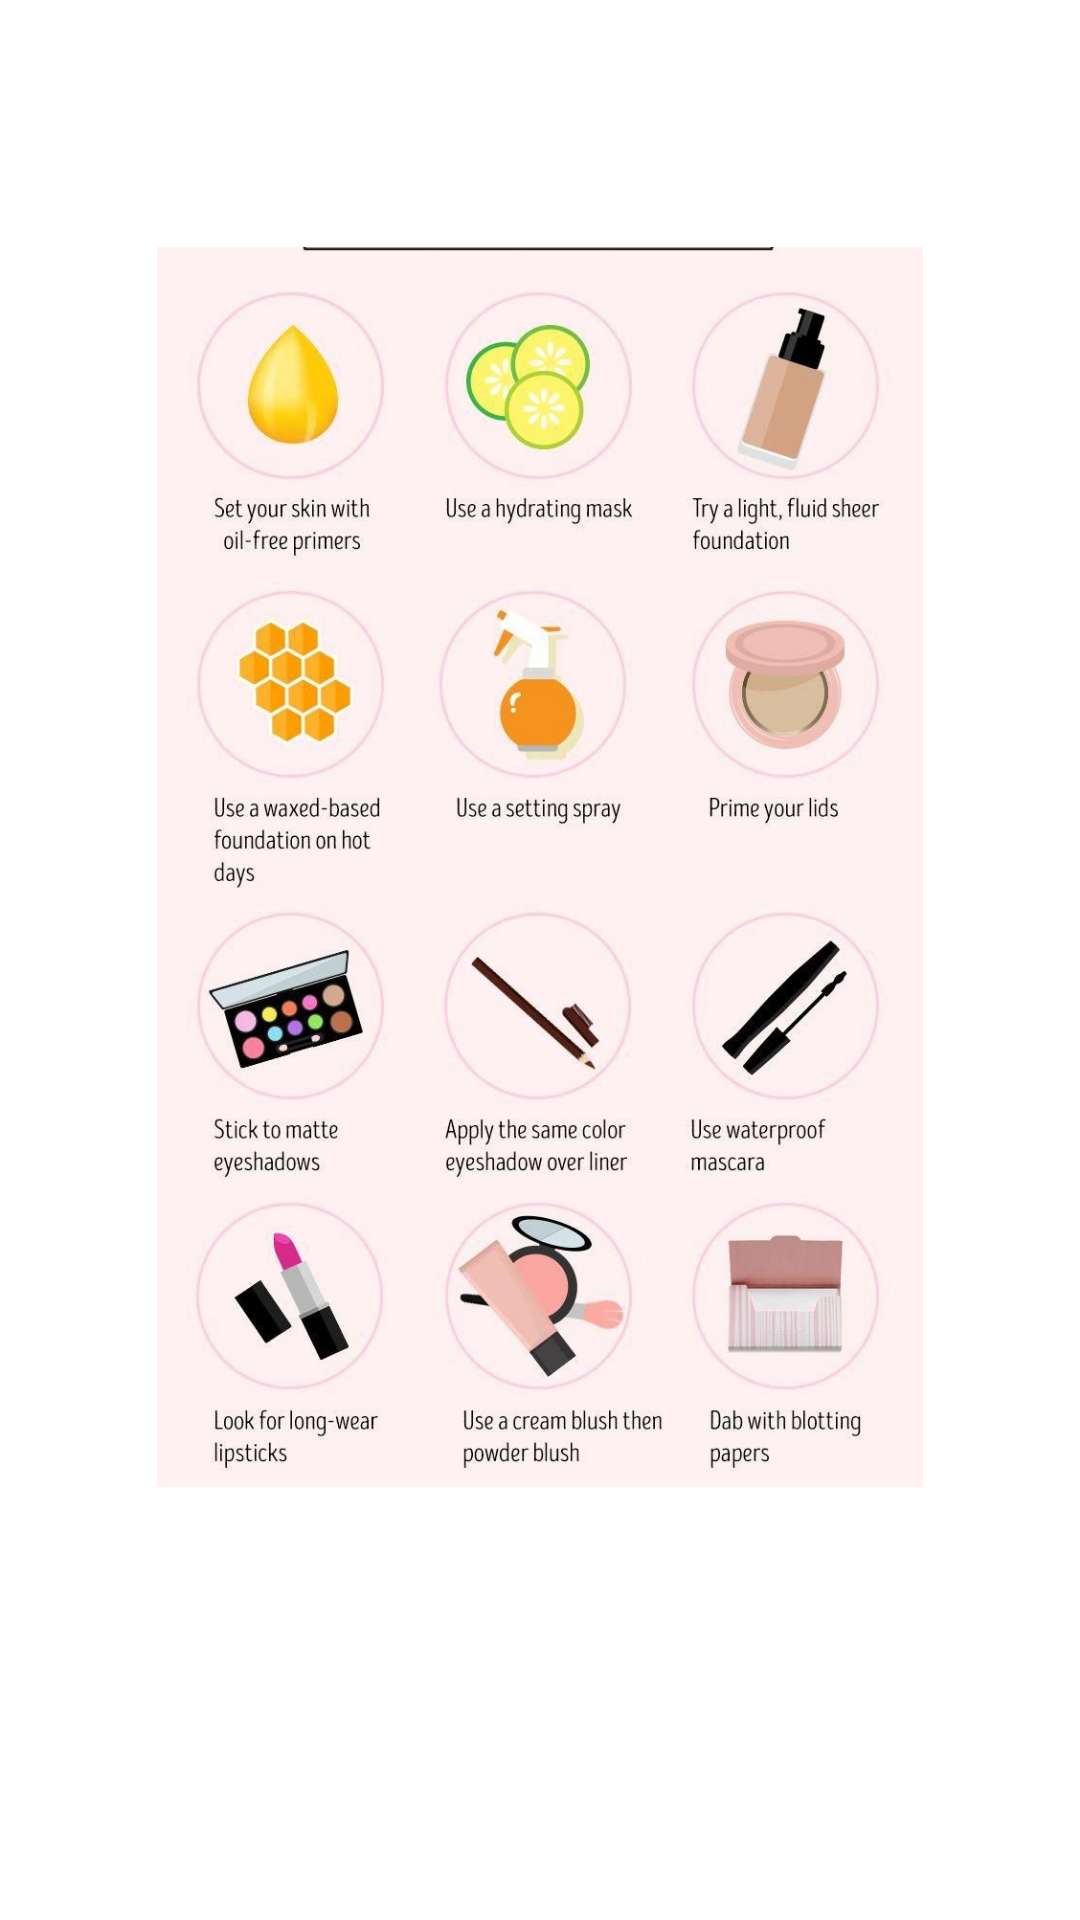 Set your skin with
oil-free primers
Use a hydrating mask
Try a light, fluid sheer
foundation
Use a waxed-based
foundation on hot
days
Use a setting spray
Prime your lids
Stick to matte
eyeshadows
Apply the same color
eyeshadow over liner
Use waterproof
mascara
Look for long-wear
lipsticks
Use a cream blush then
powder blush
Dab with blotting
papers